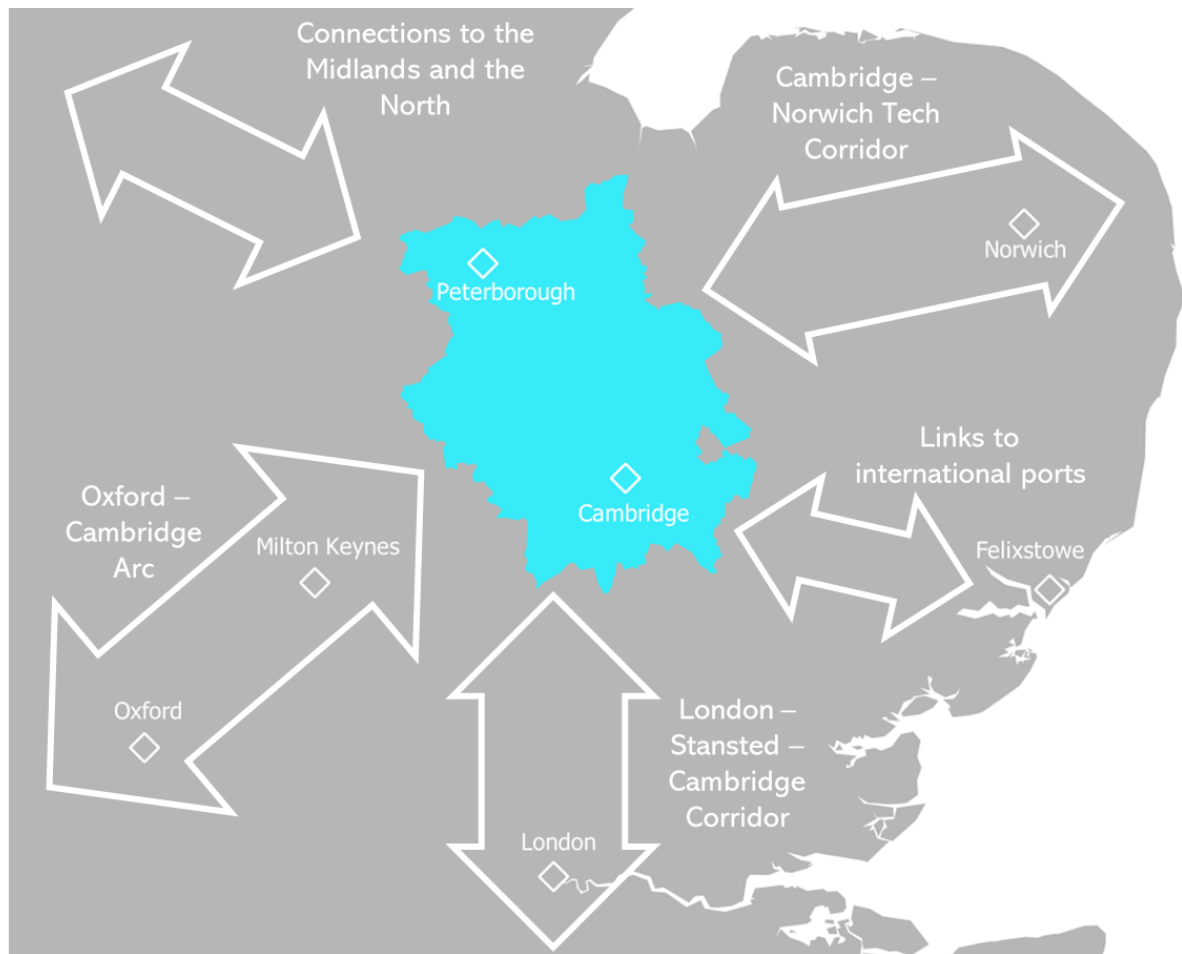 Connections to the
Midlands and the
North
Cambridge –
Norwich Tech
Corridor
Norwich
Peterborough
Links to
international ports
Felixstowe
Cambridge
Oxford –
Cambridge
Arc
Milton Keynes
Oxford
London –
Stansted –
Cambridge
Corridor
London